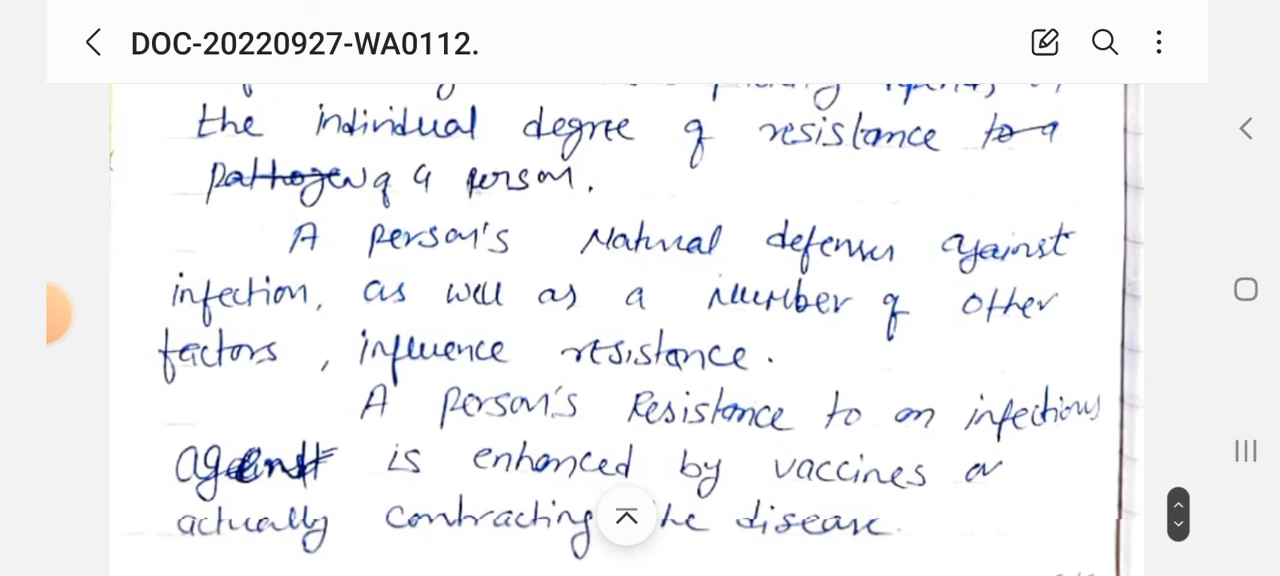 DOC-20220927-WA0112.
the individual degree of resistance to a
pathogen of a person.
A person's Natural defenses against
infection, as well as a number of other
factors, influence resistance.
A person's Resistance to an infectious
agent is enhanced by vaccines or
actually contracting the disease.